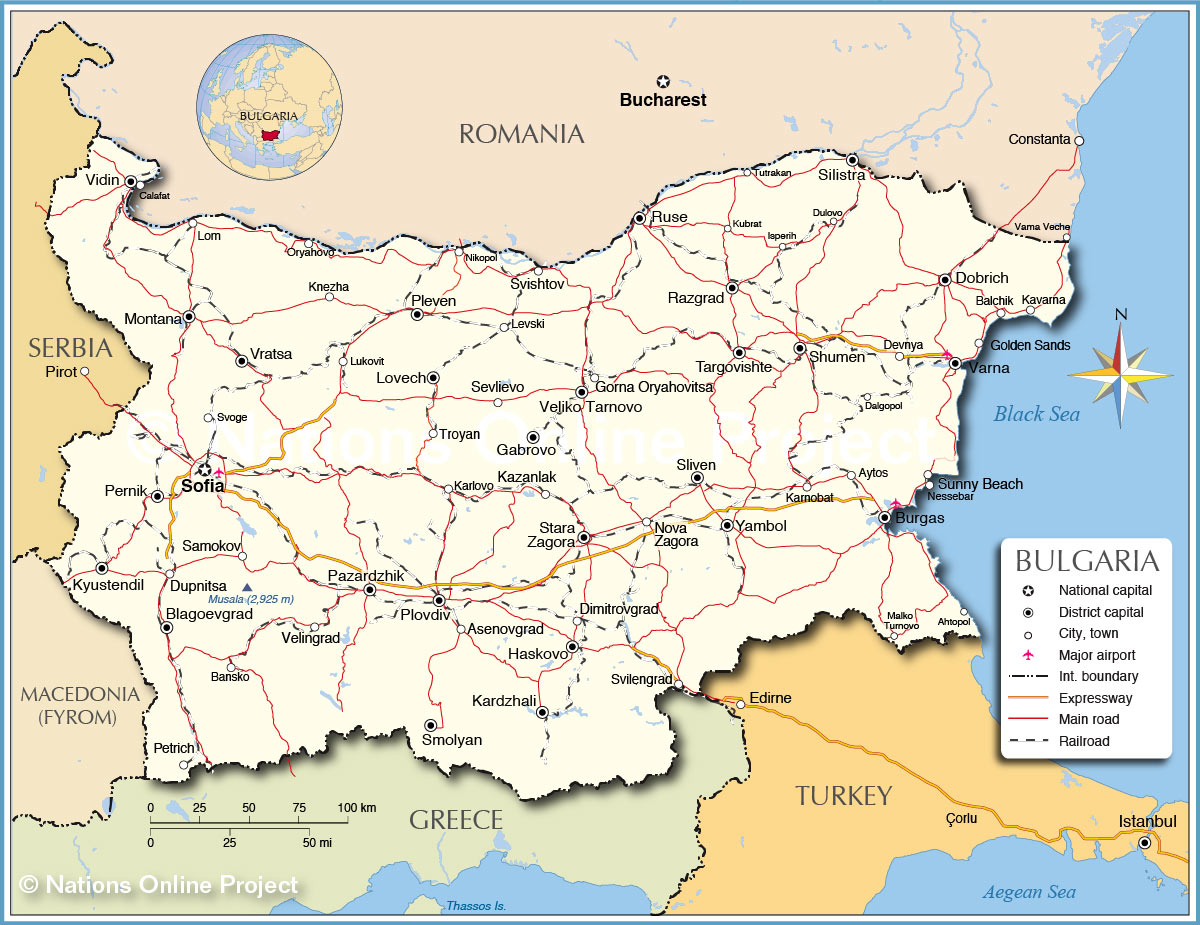 BULGARIA
Bucharest
ROMANIA
Constanta
Vidin
Calafat
Tutrakan
Silistra
Lom
Oryahovo
Nikopol
Ruse
Kubrat
Dulovo
Isperih
Vama Veche
Svishtov
Knezha
Pleven
Razgrad
Dobrich
Balchik
Kavarna
Montana
Levski
N
SERBIA
Pirot
Vratsa
Lukovit
Lovech
Sevlievo
Gorna Oryahovitsa
Veliko Tarnovo
Targovishte
Shumen
Devnya
Golden Sands
Varna
Dalgopol
Black Sea
Svoge
Troyan
Gabrovo
© Nations Online Project
Sofia
Pernik
Karlovo
Kazanlak
Sliven
Karnobat
Aytos
Sunny Beach
Nessebar
Burgas
Stara
Zagora
Nova
Zagora
Yambol
Samokov
Kyustendil
Dupnitsa
Musala (2,925 m)
Pazardzhik
Plovdiv
Blagoevgrad
Velingrad
Asenovgrad
Dimitrovgrad
Haskovo
Malko
Turnovo
Ahtopol
Bansko
Svilengrad
Kardzhali
Edirne
MACEDONIA
(FYROM)
Petrich
Smolyan
BULGARIA
National capital
District capital
City, town
Major airport
Int. boundary
Expressway
Main road
Railroad
0 25 50 75 100 km
0 25 50 mi
GREECE
TURKEY
Çorlu
Istanbul
Aegean Sea
Thassos Is.
© Nations Online Project